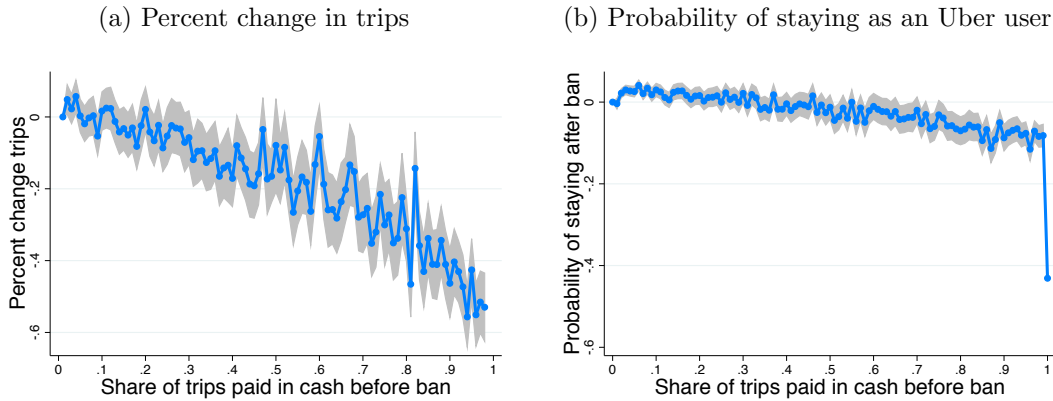 (a) Percent change in trips
Percent change trips
0
-.2
-.4
-.6
0 .1 .2 .3 .4 .5 .6 .7 .8 .9 1
Share of trips paid in cash before ban
(b) Probability of staying as an Uber user
Probability of staying after ban
0
-.2
-.4
-.6
0 .1 .2 .3 .4 .5 .6 .7 .8 .9 1
Share of trips paid in cash before ban